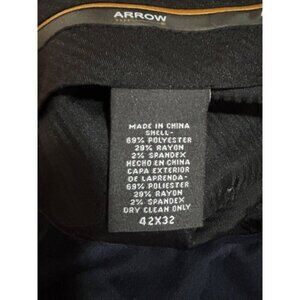 ARROW
MADE IN CHINA
SHELL-
69% POLYESTER
29% RAYON
2% SPANDEX
HECHO EN CHINA
CAPA EXTERIOR
DE LAPRENDA-
69% POLIESTER
29% RAYON
2% SPANDEX
DRY CLEAN ONLY
42X32